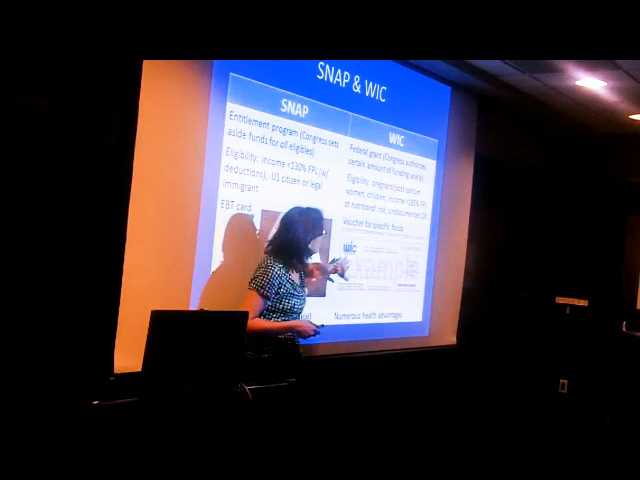 SNAP & WIC
SNAP
Entitlement program (Congress sets
aside funds for all eligibles)
Eligibility: income <130% FPL (w/
deductions), US citizen or legal
immigrant
EBT card
WIC
Federal grant (Congress authorizes
certain amount of funding yearly)
Eligibility: pregnant/post-partum
women, children, income <185% FPL
at nutritional risk, undocumented OK
Voucher for specific foods
wic
example
Numerous health advantages